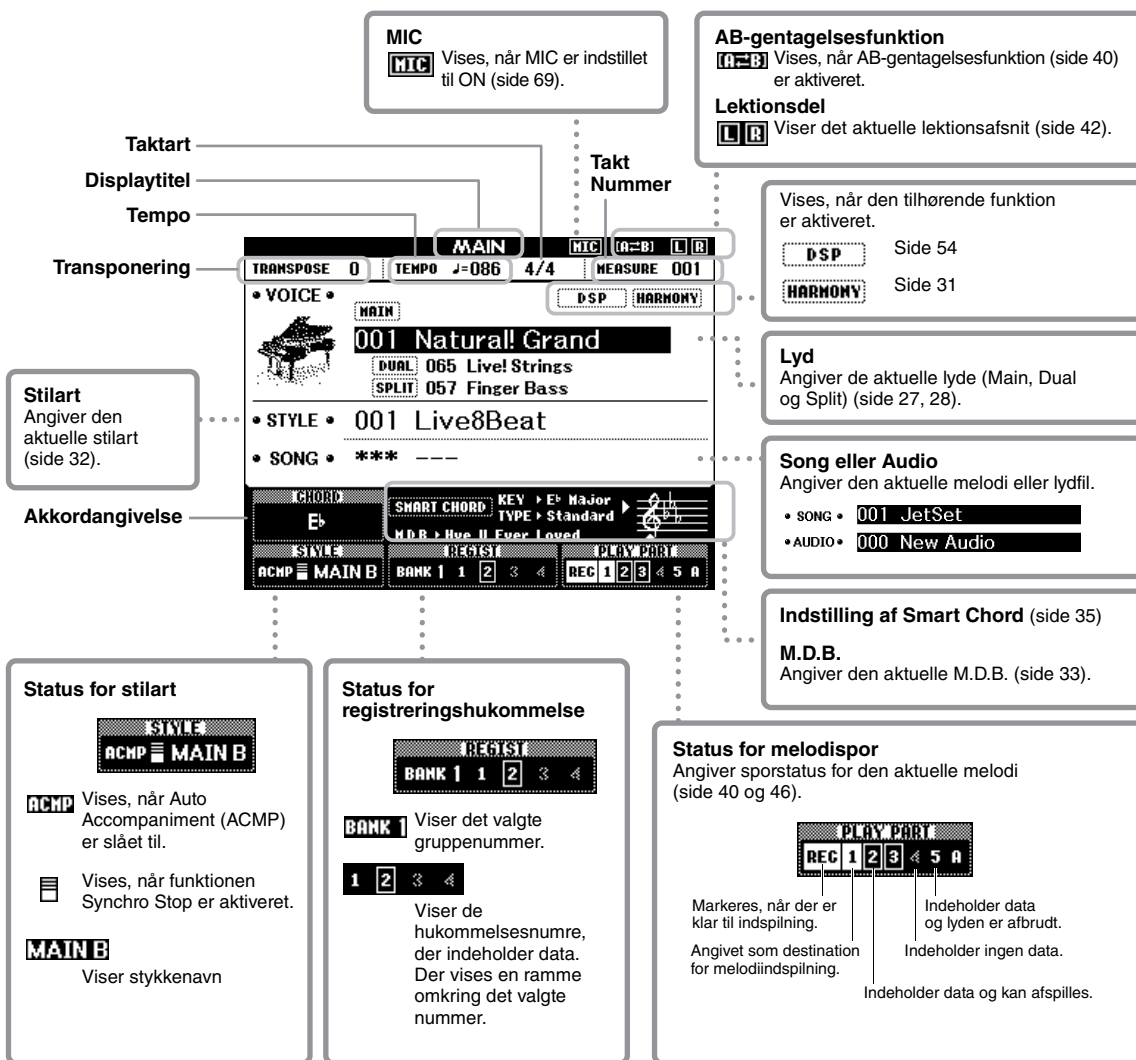 MIC
MIC Vises, når MIC er indstillet
til ON (side 69).
AB-gentagelsesfunktion
[A⇄B] Vises, når AB-gentagelsesfunktion (side 40)
er aktiveret.
Lektionsdel
L R Viser det aktuelle lektionsafsnit (side 42).
Taktart
Displaytitel
Tempo
Transponering
Takt
Nummer
Vises, når den tilhørende funktion
er aktiveret.
DSP Side 54
HARMONY Side 31
MAIN MIC [A⇄B] L R
TRANSPOSE 0 TEMPO ♩=086 4/4 MEASURE 001
• VOICE • DSP HARMONY
MAIN
001 Natural! Grand
DUAL 065 Live! Strings
SPLIT 057 Finger Bass
• STYLE • 001 Live8Beat
• SONG • *** ---
CHORD
E♭
SMART CHORD KEY ▸ E♭ Major
TYPE ▸ Standard
M.D.B ▸ Hve U Ever Loved
STYLE REGIST PLAY PART
ACMP MAIN B BANK 1 1 2 3 4 REC 1 2 3 4 5 A
Stilart
Angiver den
aktuelle stilart
(side 32).
Akkordangivelse
Lyd
Angiver de aktuelle lyde (Main, Dual
og Split) (side 27, 28).
Song eller Audio
Angiver den aktuelle melodi eller lydfil.
• SONG • 001 JetSet
• AUDIO • 000 New Audio
Indstilling af Smart Chord (side 35)
M.D.B.
Angiver den aktuelle M.D.B. (side 33).
Status for stilart
STYLE
ACMP MAIN B
ACMP Vises, når Auto
Accompaniment (ACMP)
er slået til.
Vises, når funktionen
Synchro Stop er aktiveret.
MAIN B
Viser stykkenavn
Status for
registreringshukommelse
REGIST
BANK 1 1 2 3 4
BANK 1 Viser det valgte
gruppenummer.
1 2 3 4
Viser de
hukommelsesnumre,
der indeholder data.
Der vises en ramme
omkring det valgte
nummer.
Status for melodispor
Angiver sporstatus for den aktuelle melodi
(side 40 og 46).
PLAY PART
REC 1 2 3 4 5 A
Markeres, når der er
klar til indspilning.
Angivet som destination
for melodiindspilning.
Indeholder data
og lyden er afbrudt.
Indeholder ingen data.
Indeholder data og kan afspilles.